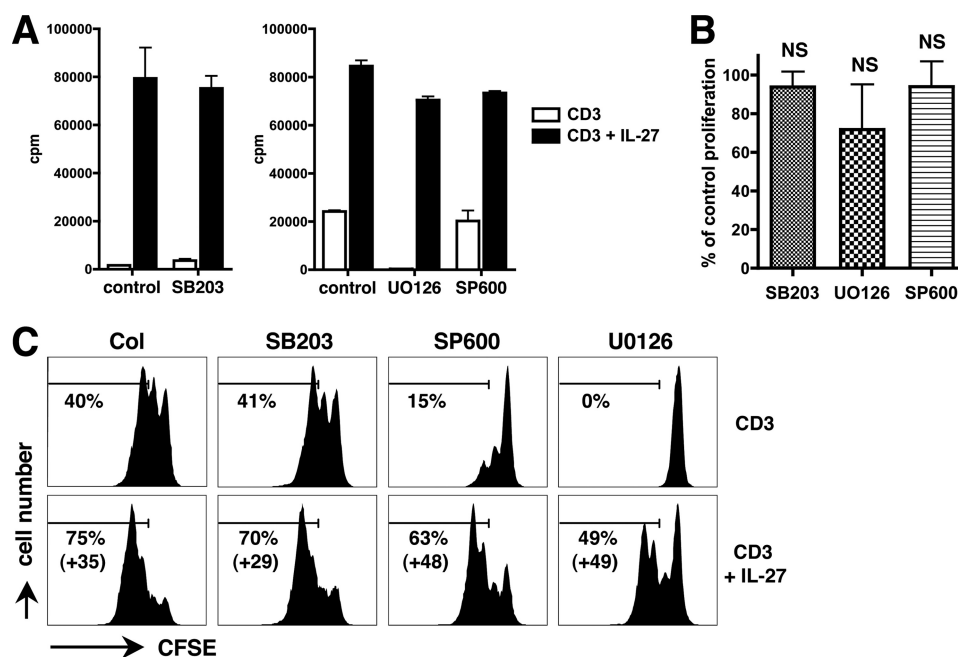 A
100000
80000
60000
40000
20000
0
cpm
control SB203
100000
80000
60000
40000
20000
0
cpm
control UO126 SP600
CD3
CD3 + IL-27
B
% of control proliferation
100
80
60
40
20
0
NS
NS
NS
SB203 UO126 SP600
C
Col SB203 SP600 U0126
40% 41% 15% 0%
CD3
75% 70% 63% 49%
(+35) (+29) (+48) (+49)
CD3
+ IL-27
cell number
CFSE